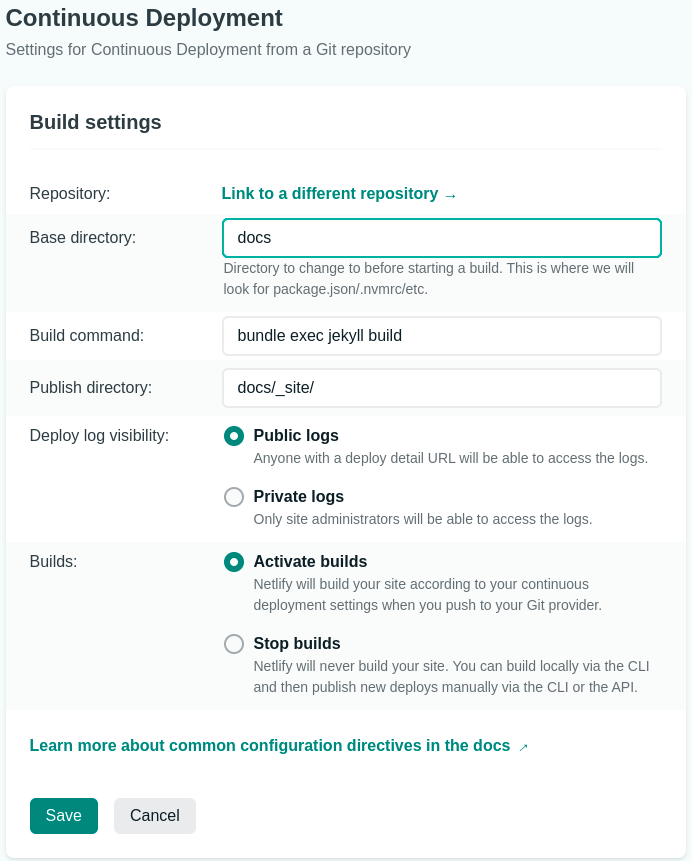 Continuous Deployment
Settings for Continuous Deployment from a Git repository
Build settings
Repository:
Link to a different repository →
Base directory:
docs
Directory to change to before starting a build. This is where we will
look for package.json/.nvmrc/etc.
Build command:
bundle exec jekyll build
Publish directory:
docs/_site/
Deploy log visibility:
Public logs
Anyone with a deploy detail URL will be able to access the logs.
Private logs
Only site administrators will be able to access the logs.
Builds:
Activate builds
Netlify will build your site according to your continuous
deployment settings when you push to your Git provider.
Stop builds
Netlify will never build your site. You can build locally via the CLI
and then publish new deploys manually via the CLI or the API.
Learn more about common configuration directives in the docs ↗
Save
Cancel